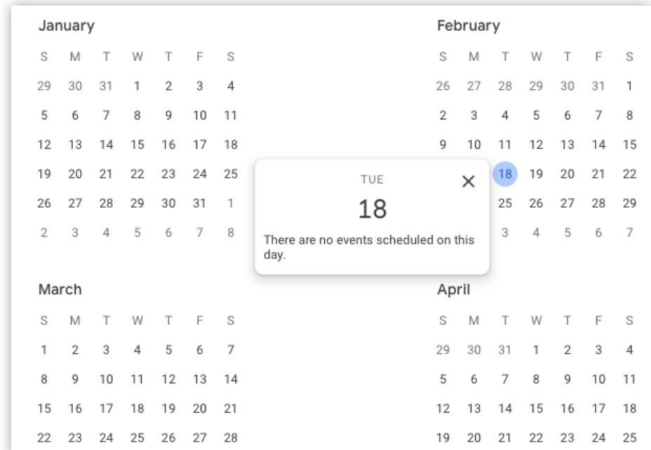 January
S M T W T F S
29 30 31 1 2 3 4
5 6 7 8 9 10 11
12 13 14 15 16 17 18
19 20 21 22 23 24 25
26 27 28 29 30 31 1
2 3 4 5 6 7 8
February
S M T W T F S
26 27 28 29 30 31 1
2 3 4 5 6 7 8
9 10 11 12 13 14 15
18 19 20 21 22
25 26 27 28 29
3 4 5 6 7
TUE
18
There are no events scheduled on this
day.
March
S M T W T F S
1 2 3 4 5 6 7
8 9 10 11 12 13 14
15 16 17 18 19 20 21
22 23 24 25 26 27 28
April
S M T W T F S
29 30 31 1 2 3 4
5 6 7 8 9 10 11
12 13 14 15 16 17 18
19 20 21 22 23 24 25